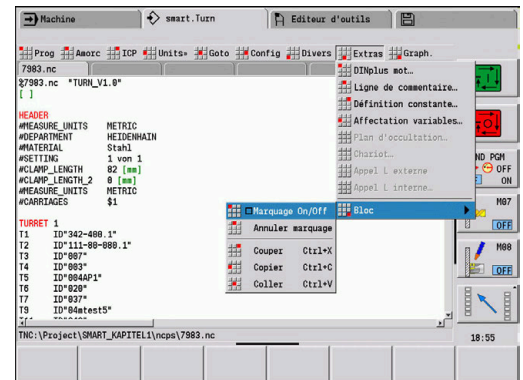 Machine
smart.Turn
Editeur d'outils
Prog Amorc ICP Units» Goto Config Divers Extras Graph.
7983.nc
%7983.nc "TURN_V1.0"
[ ]
HEADER
#MEASURE_UNITS METRIC
#DEPARTMENT HEIDENHAIN
#MATERIAL Stahl
#SETTING 1 von 1
#CLAMP_LENGTH 82 [mm]
#CLAMP_LENGTH_2 0 [mm]
#MEASURE_UNITS METRIC
#CARRIAGES $1
TURRET 1
T1 ID"342-400.1"
T2 ID"111-80-080.1"
T3 ID"007"
T4 ID"003"
T5 ID"004AP1"
T6 ID"020"
T7 ID"037"
T9 ID"04mtest5"
DINplus mot…
Ligne de commentaire…
Définition constante…
Affectation variables…
Plan d'occultation…
Chariot…
Appel L externe
Appel L interne…
Bloc
Marquage On/Off
Annuler marquage
Couper Ctrl+X
Copier Ctrl+C
Coller Ctrl+V
ND PGM
OFF
ON
M07
OFF
M08
OFF
TNC:\Project\SMART_KAPITEL1\ncps\7983.nc
18:55